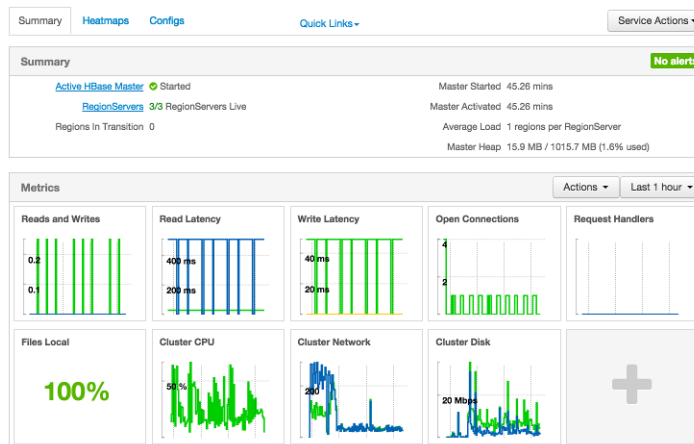 Summary Heatmaps Configs Quick Links Service Actions
Summary No alerts
Active HBase Master Started Master Started 45.26 mins
RegionServers 3/3 RegionServers Live Master Activated 45.26 mins
Regions In Transition 0 Average Load 1 regions per RegionServer
Master Heap 15.9 MB / 1015.7 MB (1.6% used)
Metrics Actions Last 1 hour
Reads and Writes Read Latency Write Latency Open Connections Request Handlers
4
0.2 400 ms 40 ms
2
0.1 200 ms 20 ms
Files Local Cluster CPU Cluster Network Cluster Disk
100% 50 % 200 20 Mbps